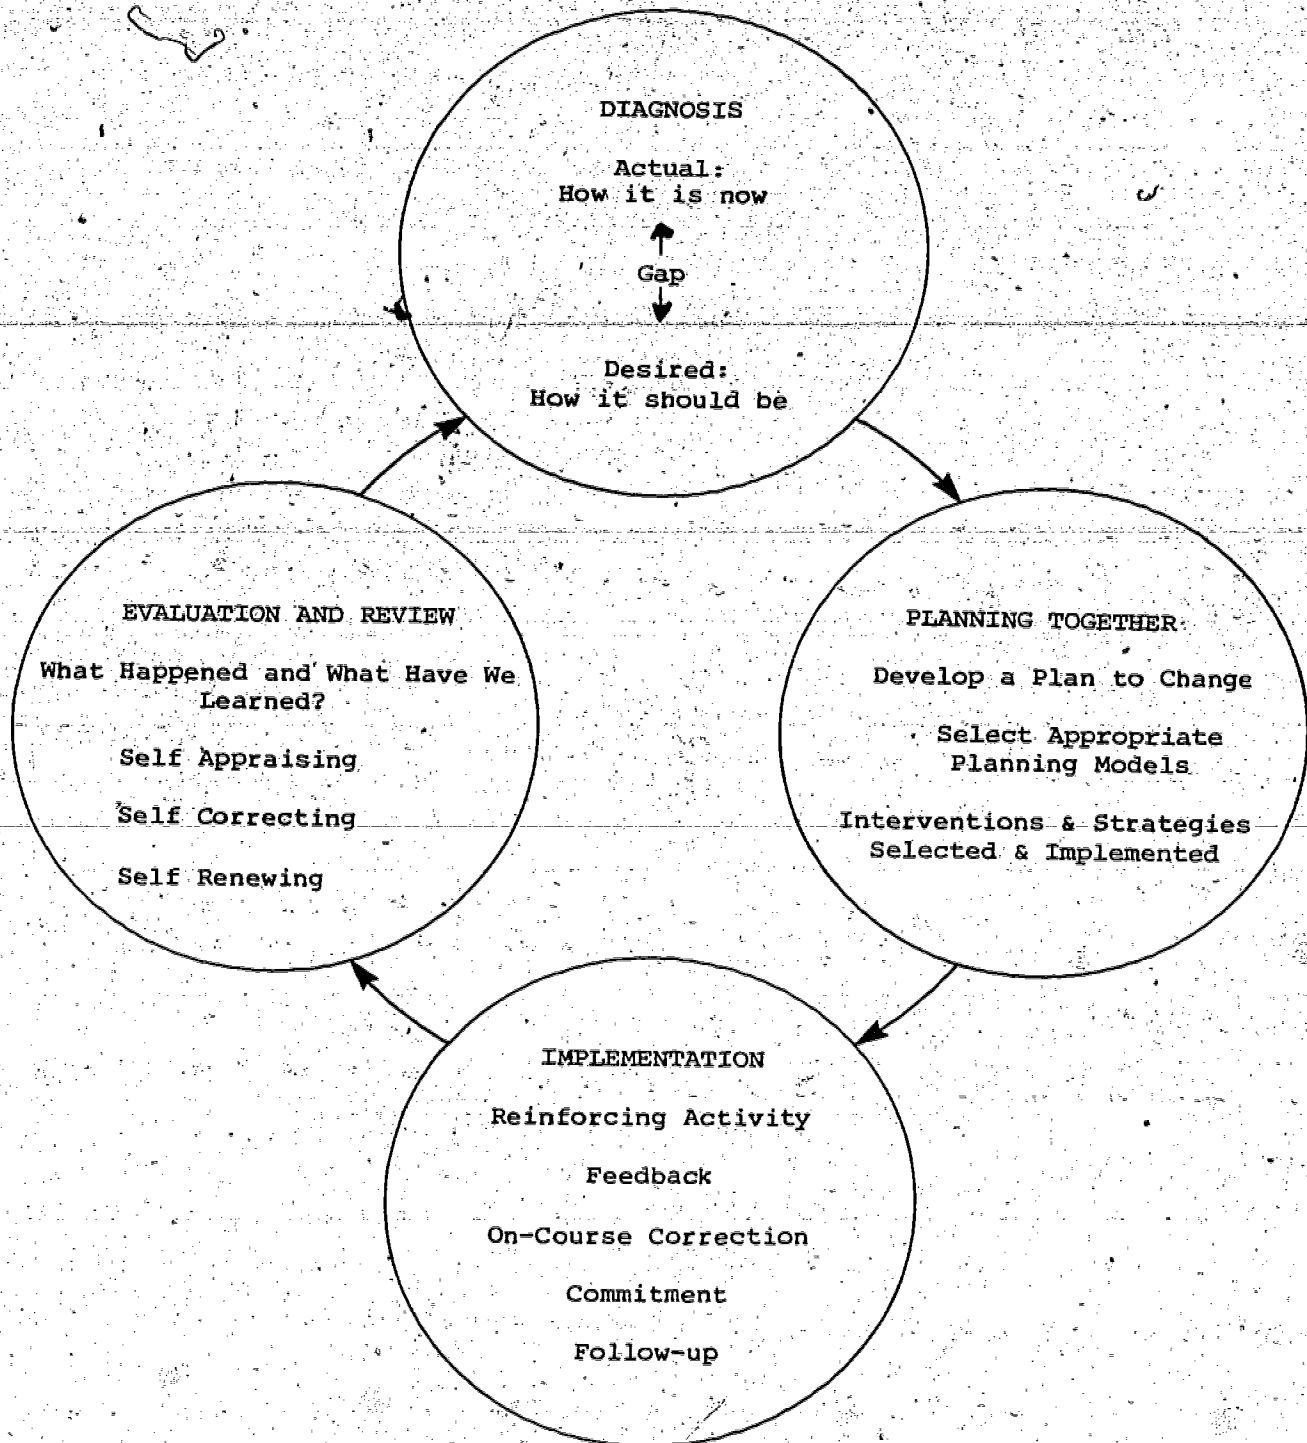 DIAGNOSIS
Actual:
How it is now
Gap
Desired:
How it should be
EVALUATION AND REVIEW
What Happened and What Have We
Learned?
Self Appraising
Self Correcting
Self Renewing
PLANNING TOGETHER
Develop a Plan to Change
Select Appropriate
Planning Models
Interventions & Strategies
Selected & Implemented
IMPLEMENTATION
Reinforcing Activity
Feedback
On-Course Correction
Commitment
Follow-up